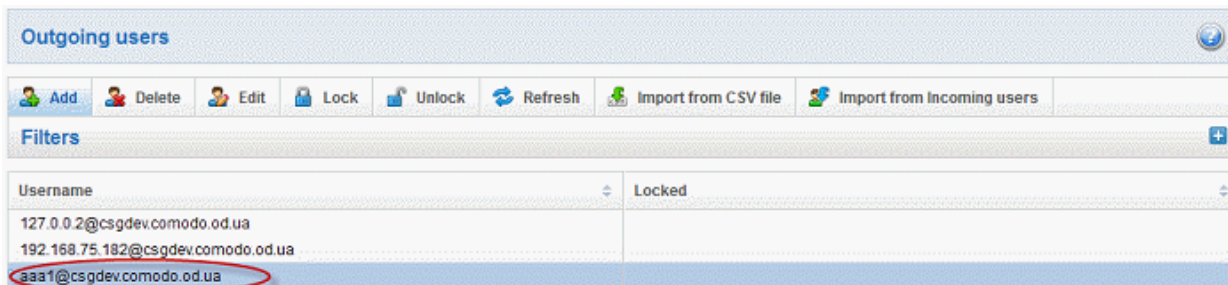 Outgoing users
Add Delete Edit Lock Unlock Refresh Import from CSV file Import from Incoming users
Filters
Username Locked
127.0.0.2@csgdev.comodo.od.ua
192.168.75.182@csgdev.comodo.od.ua
aaa1@csgdev.comodo.od.ua